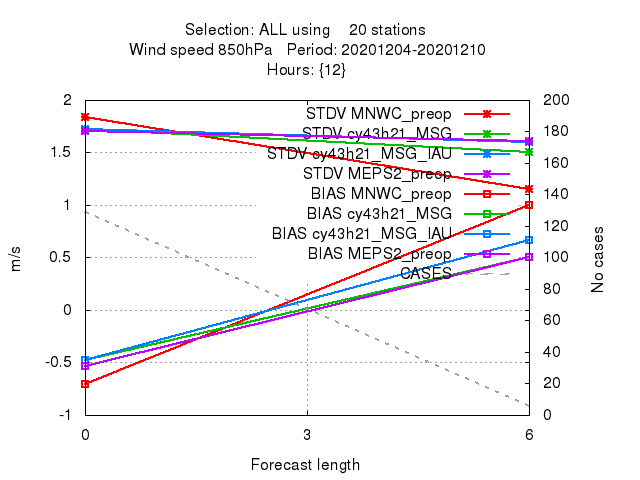 Selection: ALL using 20 stations
Wind speed 850hPa Period: 20201204-20201210
Hours: {12}
2 200
STDV MNWC_preop
180
STDV cy43h21_MSG
1.5 STDV cy43h21_MSG_IAU 160
STDV MEPS2_preop
BIAS MNWC_preop 140
1
BIAS cy43h21_MSG 120
BIAS cy43h21_MSG_IAU
0.5 BIAS MEPS2_preop 100
CASES
80
0
60
-0.5 40
20
-1 0
0 3 6
m/s
No cases
Forecast length